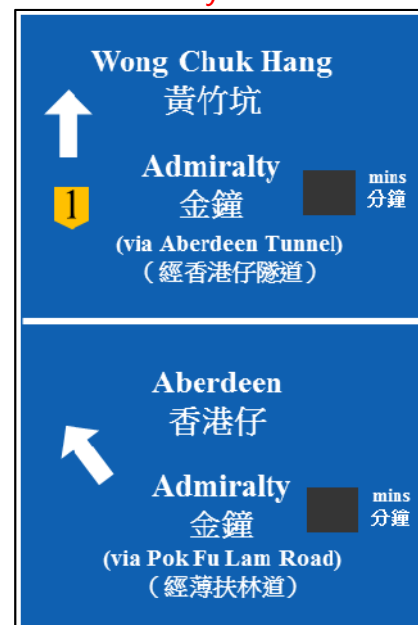 Wong Chuk Hang
黃竹坑
Admiralty
金鐘
mins
分鐘
1
(via Aberdeen Tunnel)
（經香港仔隧道）
Aberdeen
香港仔
Admiralty
金鐘
mins
分鐘
(via Pok Fu Lam Road)
（經薄扶林道）